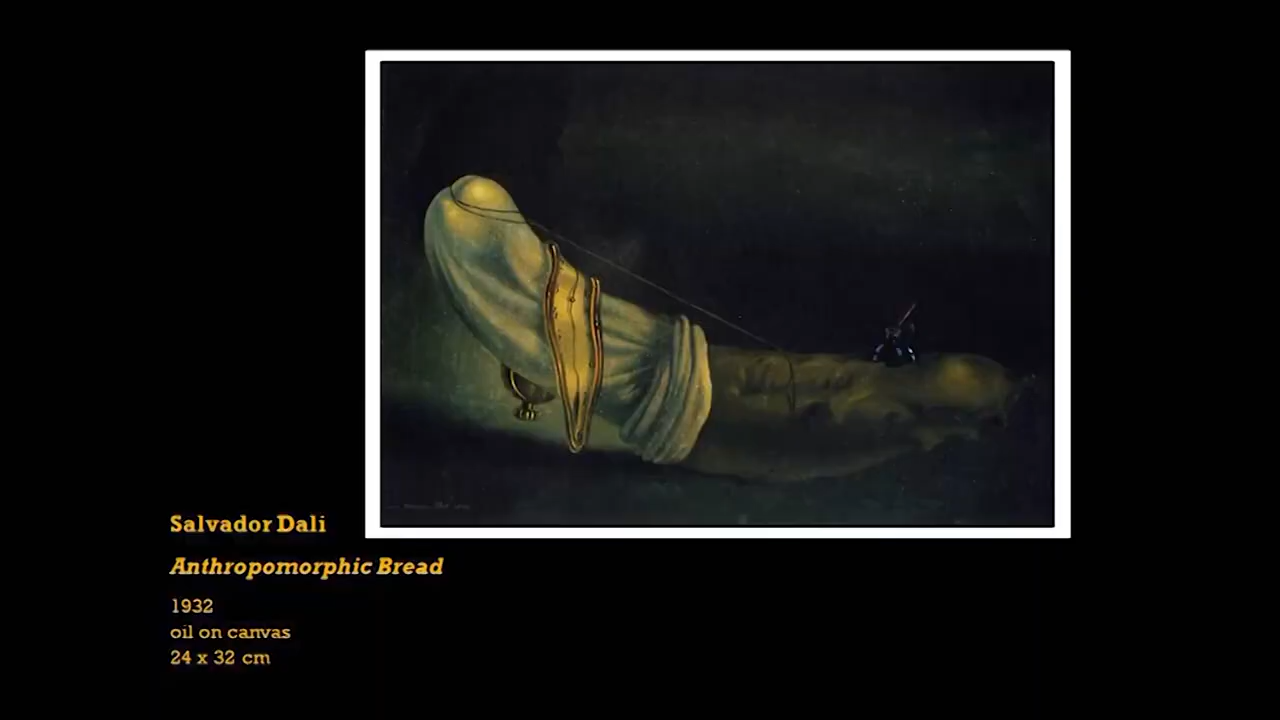 Salvador Dali
Anthropomorphic Bread
1932
oil on canvas
24 x 32 cm